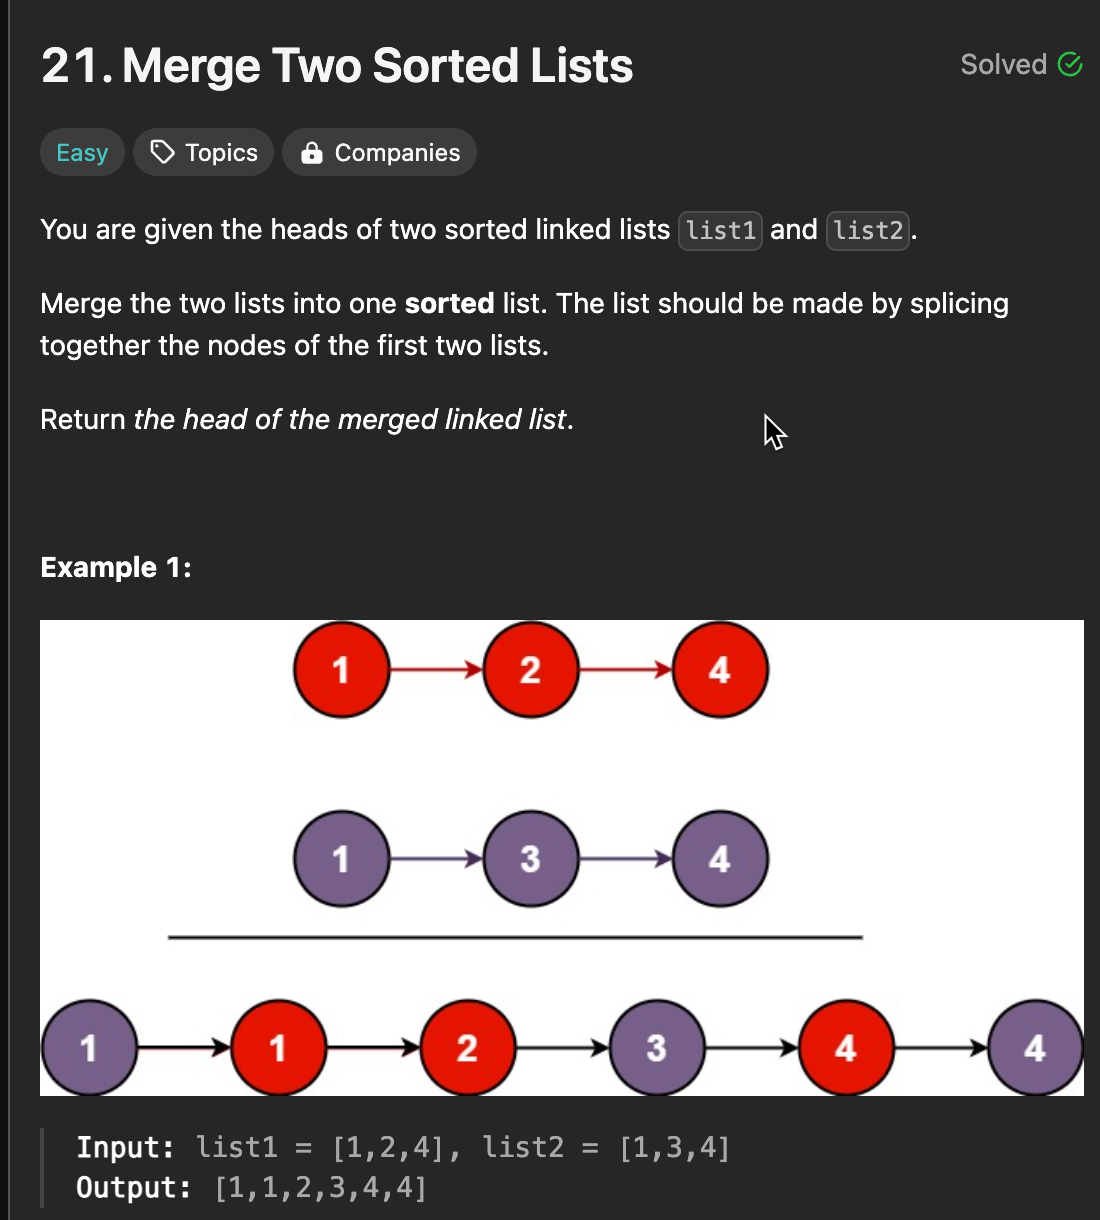 21. Merge Two Sorted Lists
Solved
Easy
Topics
Companies
You are given the heads of two sorted linked lists list1 and list2.
Merge the two lists into one sorted list. The list should be made by splicing
together the nodes of the first two lists.
Return the head of the merged linked list.
Example 1:
1 2 4
1 3 4
1 1 2 3 4 4
Input: list1 = [1,2,4], list2 = [1,3,4]
Output: [1,1,2,3,4,4]